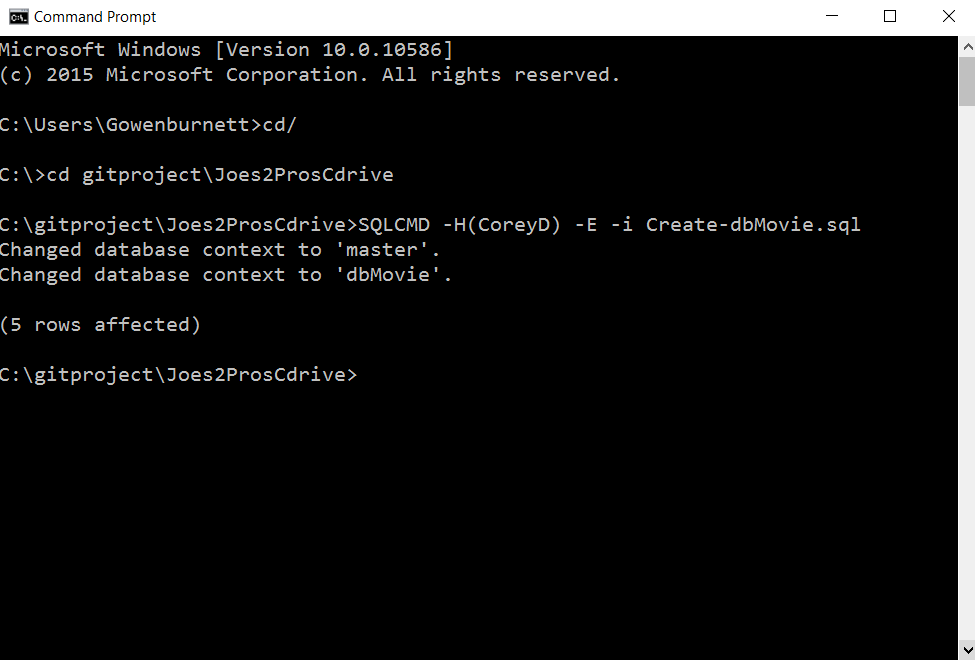 Command Prompt
Microsoft Windows [Version 10.0.10586]
(c) 2015 Microsoft Corporation. All rights reserved.
C:\Users\Gowenburnett>cd/
C:\>cd gitproject\Joes2ProsCdrive
C:\gitproject\Joes2ProsCdrive>SQLCMD -H(CoreyD) -E -i Create-dbMovie.sql
Changed database context to 'master'.
Changed database context to 'dbMovie'.
(5 rows affected)
C:\gitproject\Joes2ProsCdrive>